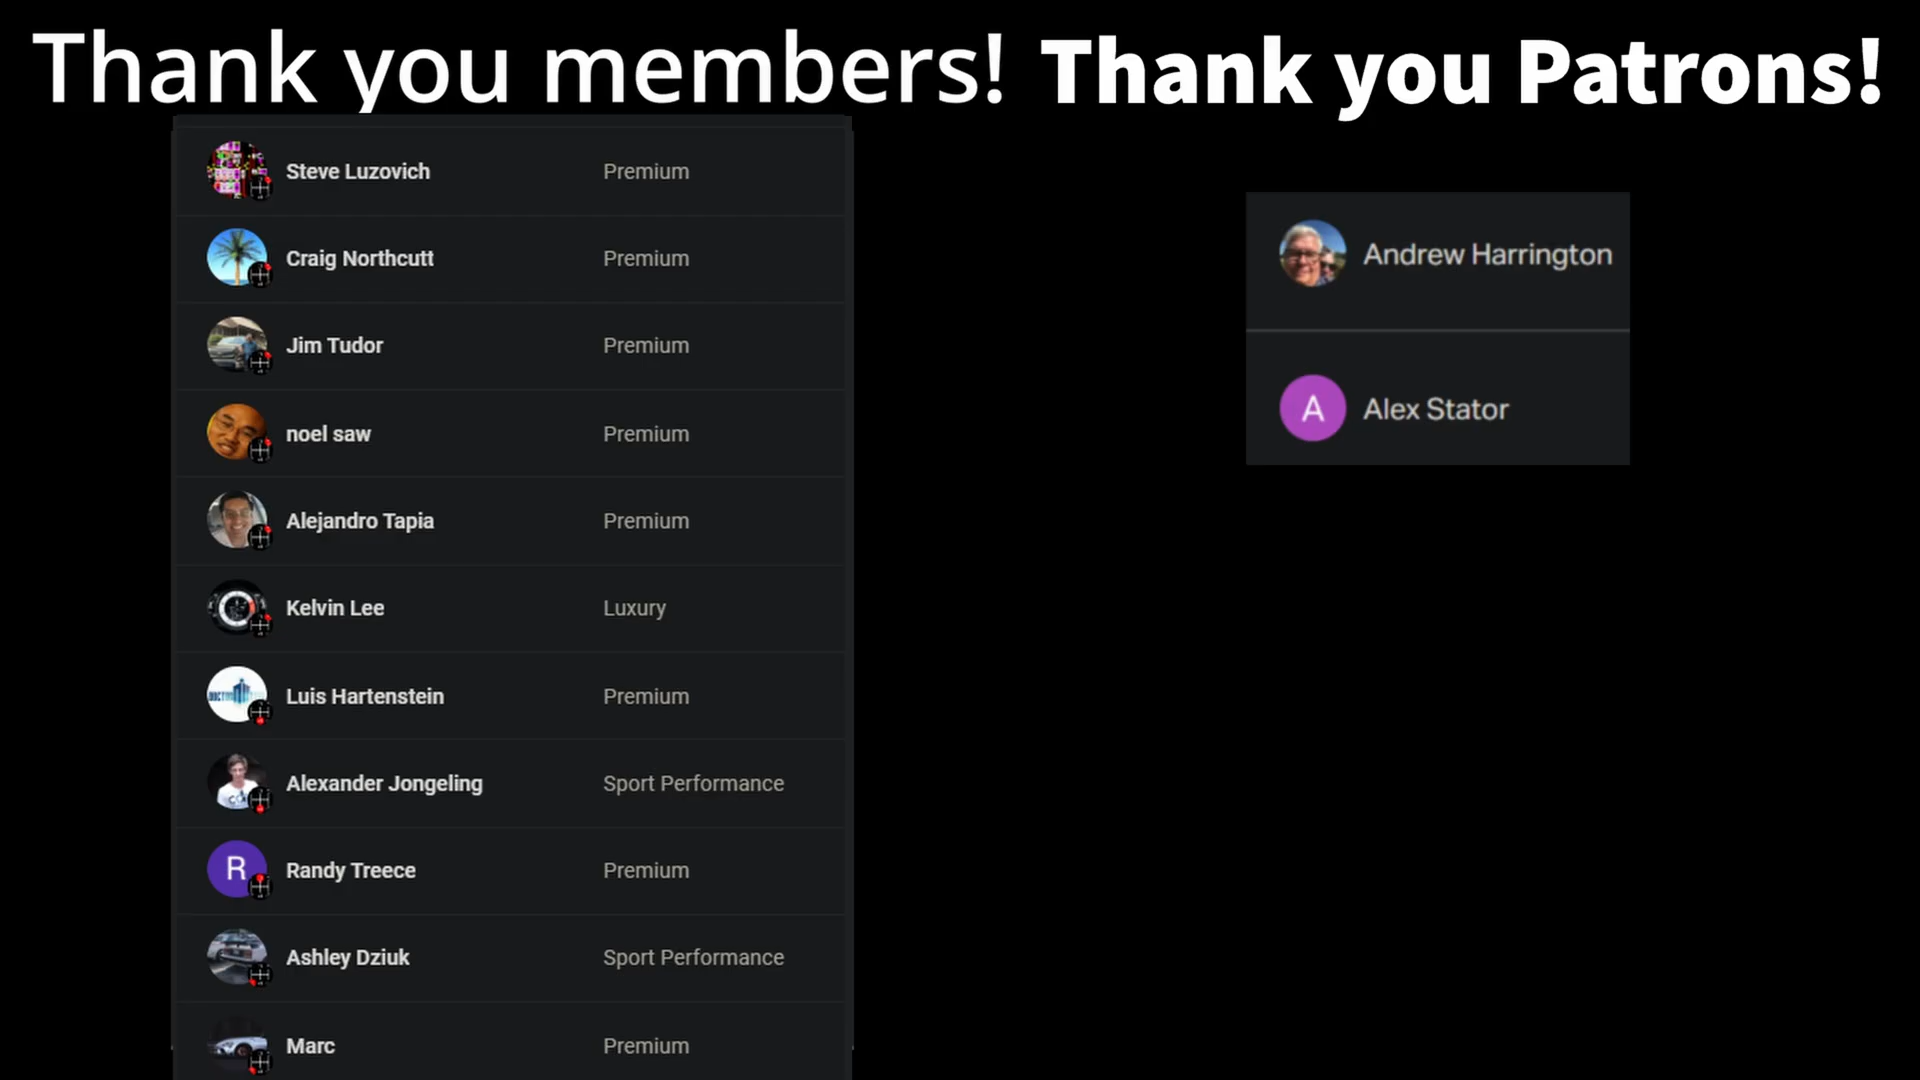 Thank you members!
Thank you Patrons!
Steve Luzovich Premium
Craig Northcutt Premium
Jim Tudor Premium
noel saw Premium
Alejandro Tapia Premium
Kelvin Lee Luxury
Luis Hartenstein Premium
Alexander Jongeling Sport Performance
R Randy Treece Premium
Ashley Dziuk Sport Performance
Marc Premium
Andrew Harrington
A Alex Stator